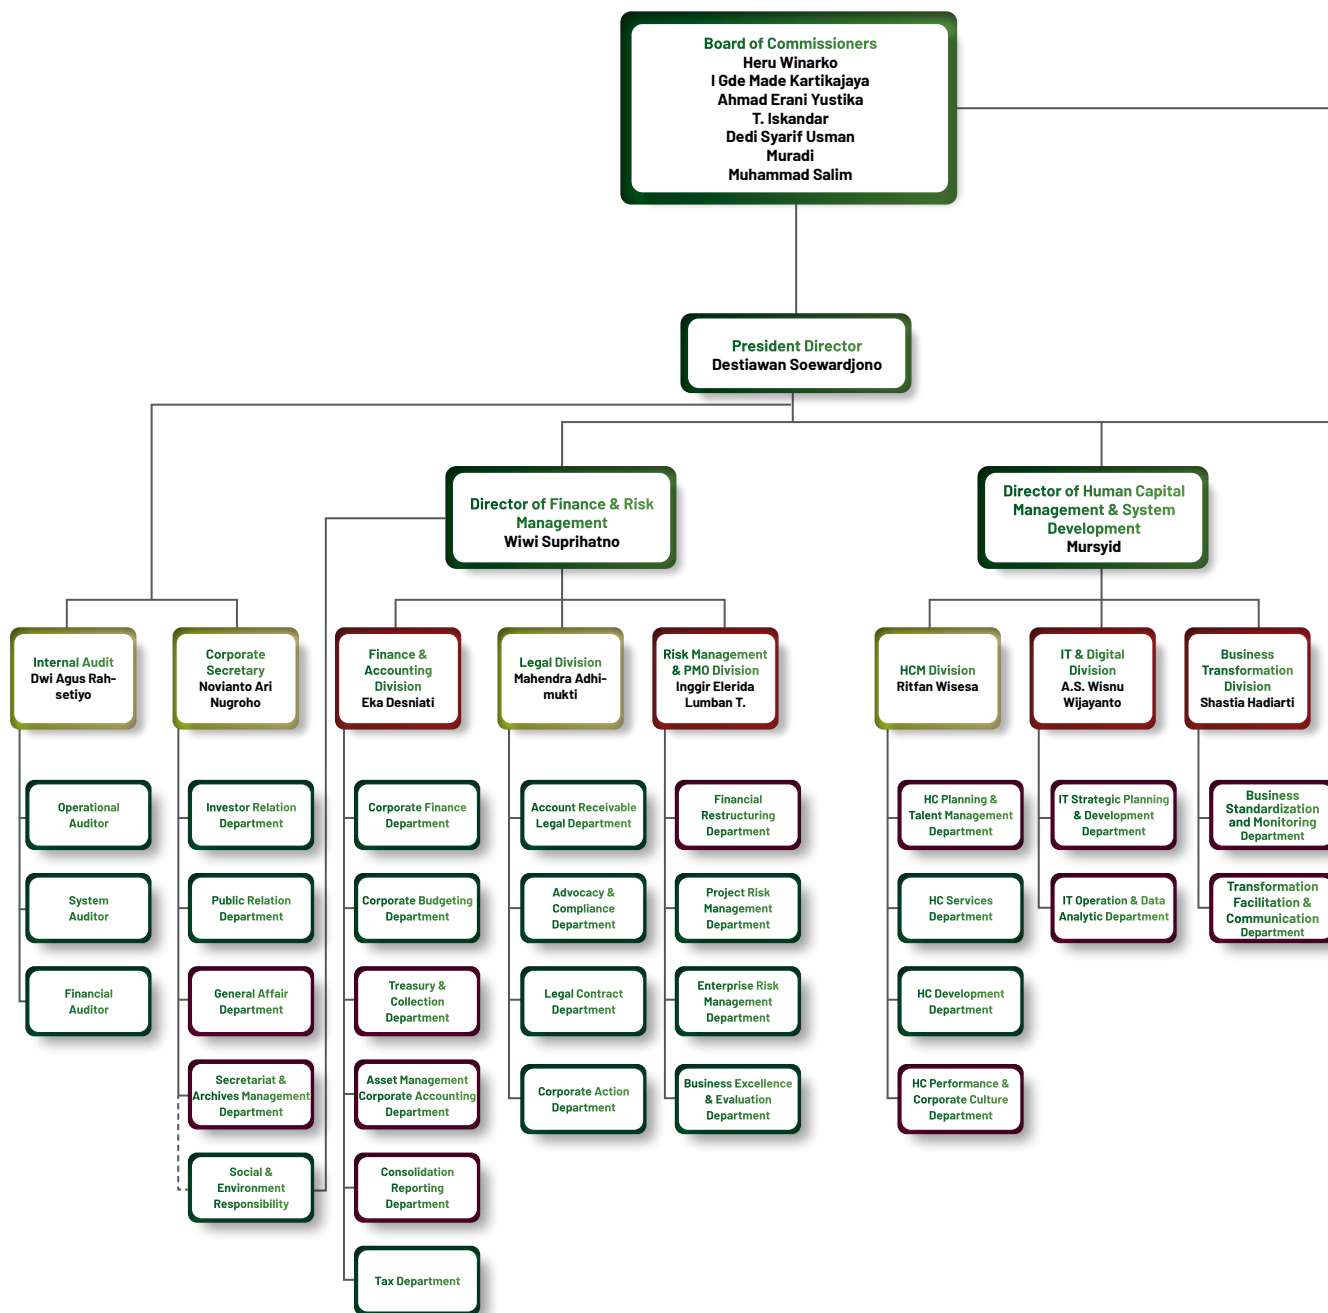 Board of Commissioners
Heru Winarko
I Gde Made Kartikajaya
Ahmad Erani Yustika
T. Iskandar
Dedi Syarif Usman
Muradi
Muhammad Salim
President Director
Destiawan Soewardjono
Director of Finance & Risk
Management
Wiwi Suprihatno
Director of Human Capital
Management & System
Development
Mursyid
Internal Audit
Dwi Agus Rah-
setiyo
Corporate
Secretary
Novianto Ari
Nugroho
Finance &
Accounting
Division
Eka Desniati
Legal Division
Mahendra Adhi-
mukti
Risk Management
& PMO Division
Inggir Elerida
Lumban T.
HCM Division
Ritfan Wisesa
IT & Digital
Division
A.S. Wisnu
Wijayanto
Business
Transformation
Division
Shastia Hadiarti
Operational
Auditor
System
Auditor
Financial
Auditor
Investor Relation
Department
Public Relation
Department
General Affair
Department
Secretariat &
Archives Management
Department
Social &
Environment
Responsibility
Corporate Finance
Department
Corporate Budgeting
Department
Treasury &
Collection
Department
Asset Management
Corporate Accounting
Department
Consolidation
Reporting
Department
Tax Department
Account Receivable
Legal Department
Advocacy &
Compliance
Department
Legal Contract
Department
Corporate Action
Department
Financial
Restructuring
Department
Project Risk
Management
Department
Enterprise Risk
Management
Department
Business Excellence
& Evaluation
Department
HC Planning &
Talent Management
Department
HC Services
Department
HC Development
Department
HC Performance &
Corporate Culture
Department
IT Strategic Planning
& Development
Department
IT Operation & Data
Analytic Department
Business
Standardization
and Monitoring
Department
Transformation
Facilitation &
Communication
Department